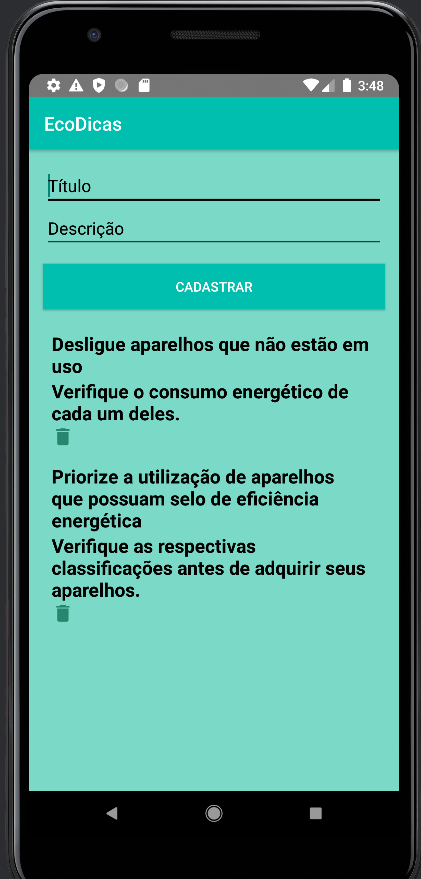 3:48
EcoDicas
Título
Descrição
CADASTRAR
Desligue aparelhos que não estão em
uso
Verifique o consumo energético de
cada um deles.
Priorize a utilização de aparelhos
que possuam selo de eficiência
energética
Verifique as respectivas
classificações antes de adquirir seus
aparelhos.